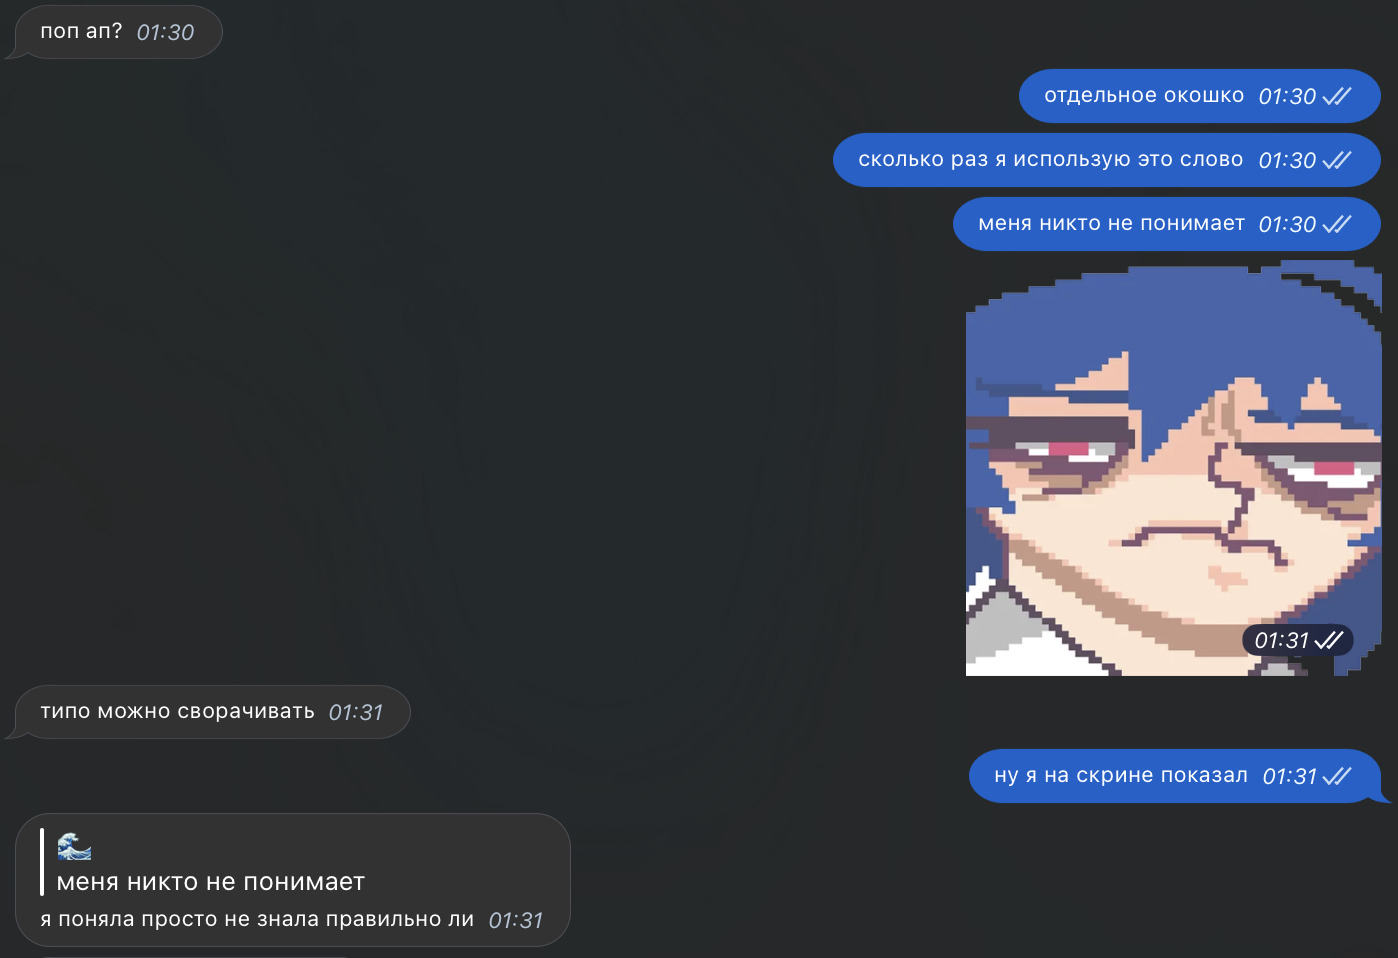 поп ап? 01:30
отдельное окошко 01:30
сколько раз я использую это слово 01:30
меня никто не понимает 01:30
01:31
типо можно сворачивать 01:31
ну я на скрине показал 01:31
🌊
меня никто не понимает
я поняла просто не знала правильно ли 01:31